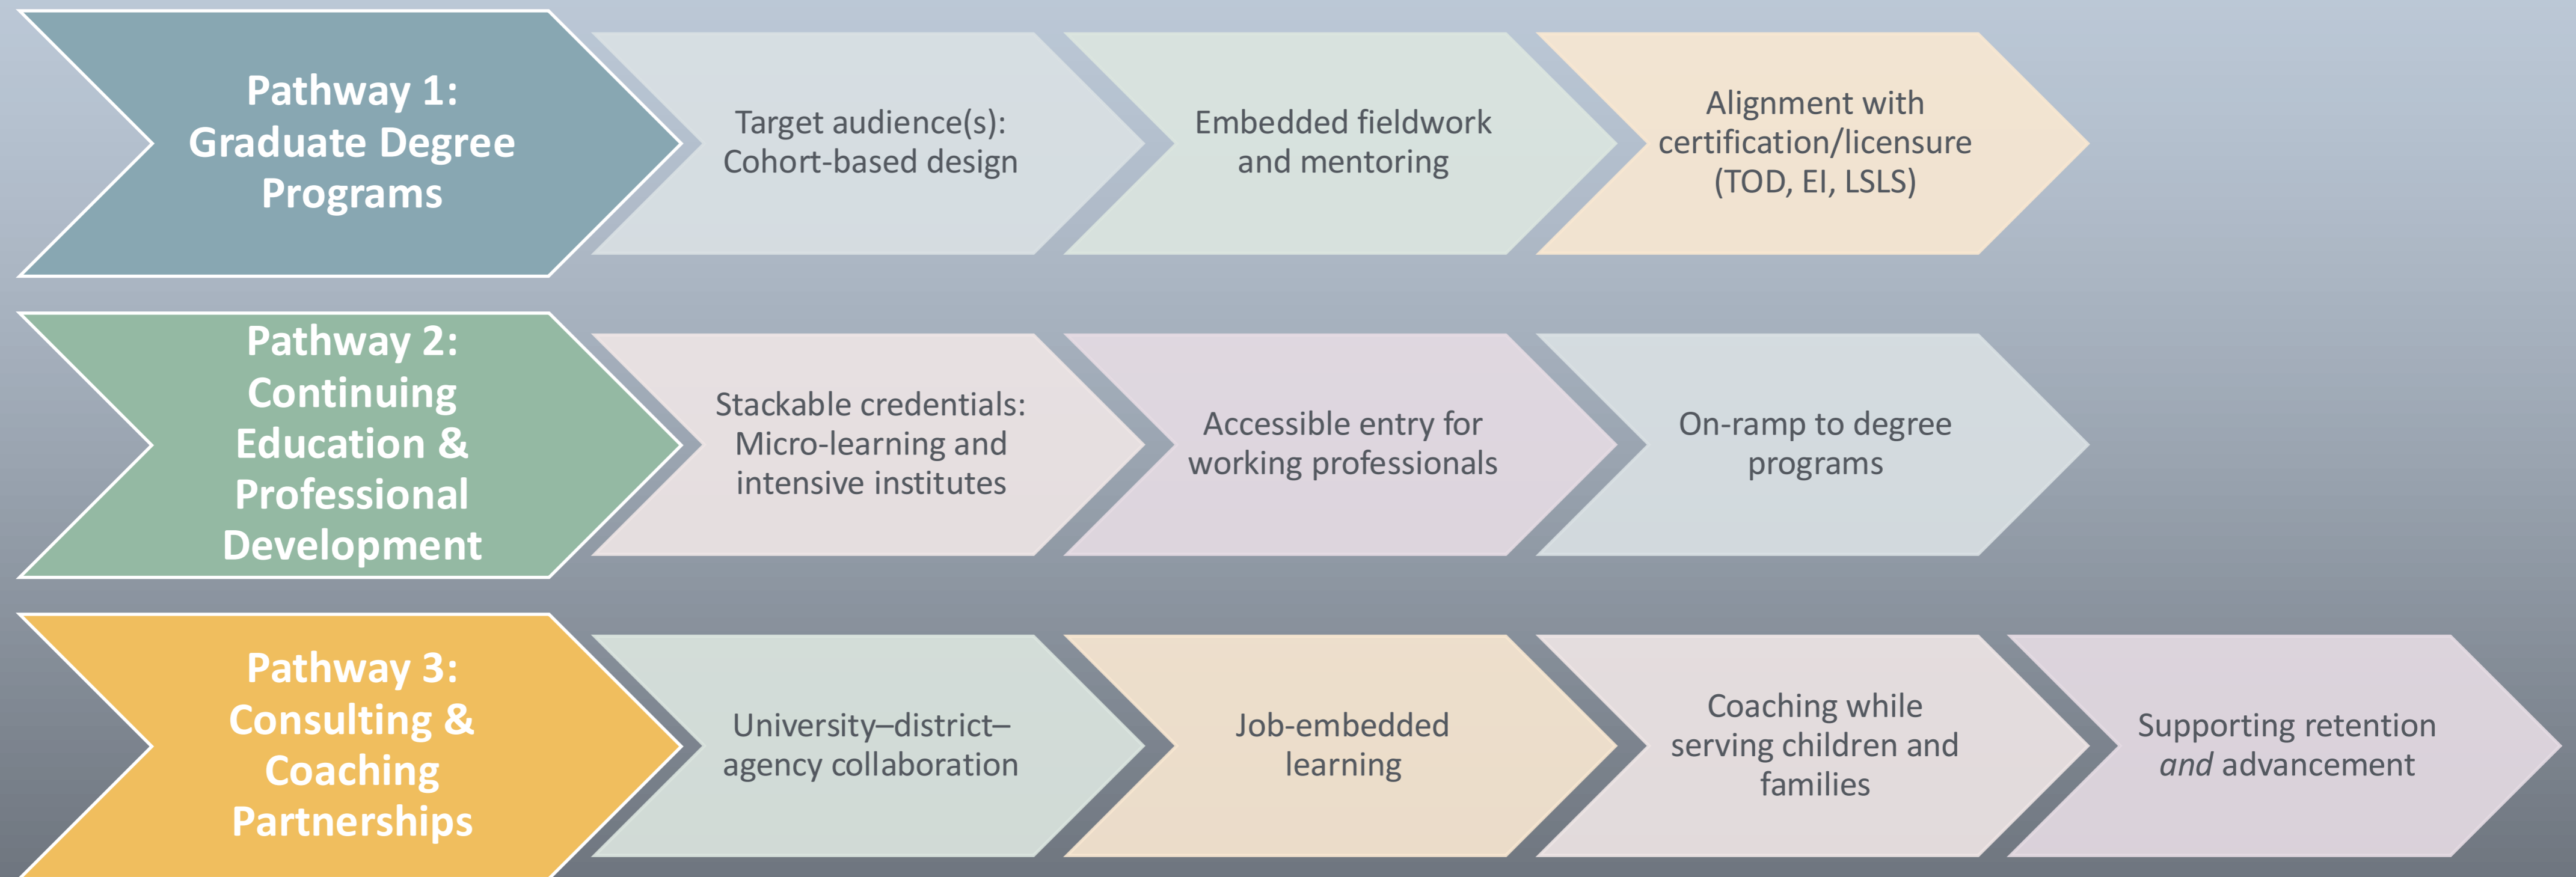 Pathway 1:
Graduate Degree
Programs
Target audience(s):
Cohort-based design
Embedded fieldwork
and mentoring
Alignment with
certification/licensure
(TOD, EI, LSLS)
Pathway 2:
Continuing
Education &
Professional
Development
Stackable credentials:
Micro-learning and
intensive institutes
Accessible entry for
working professionals
On-ramp to degree
programs
Pathway 3:
Consulting &
Coaching
Partnerships
University–district–
agency collaboration
Job-embedded
learning
Coaching while
serving children and
families
Supporting retention
and advancement